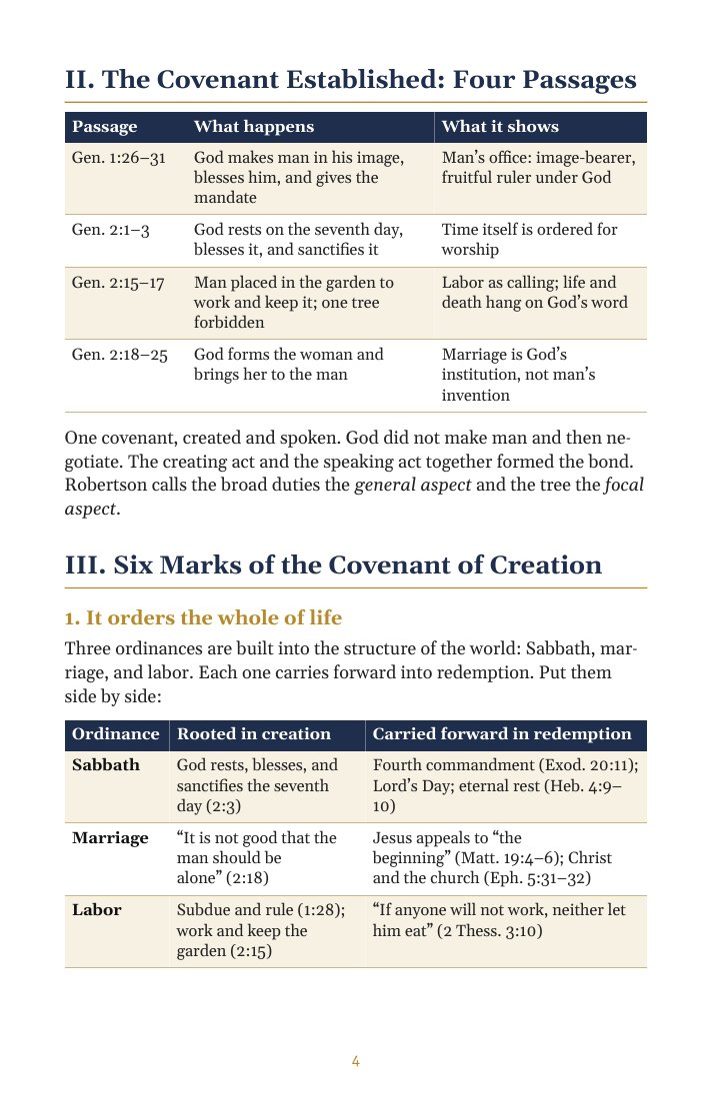 II. The Covenant Established: Four Passages
Passage What happens What it shows
Gen. 1:26–31 God makes man in his image, Man’s office: image-bearer,
blesses him, and gives the fruitful ruler under God
mandate
Gen. 2:1–3 God rests on the seventh day, Time itself is ordered for
blesses it, and sanctifies it worship
Gen. 2:15–17 Man placed in the garden to Labor as calling; life and
work and keep it; one tree death hang on God’s word
forbidden
Gen. 2:18–25 God forms the woman and Marriage is God’s
brings her to the man institution, not man’s
invention
One covenant, created and spoken. God did not make man and then ne-
gotiate. The creating act and the speaking act together formed the bond.
Robertson calls the broad duties the general aspect and the tree the focal
aspect.
III. Six Marks of the Covenant of Creation
1. It orders the whole of life
Three ordinances are built into the structure of the world: Sabbath, mar-
riage, and labor. Each one carries forward into redemption. Put them
side by side:
Ordinance Rooted in creation Carried forward in redemption
Sabbath God rests, blesses, and Fourth commandment (Exod. 20:11);
sanctifies the seventh Lord’s Day; eternal rest (Heb. 4:9–
day (2:3) 10)
Marriage “It is not good that the Jesus appeals to “the
man should be beginning” (Matt. 19:4–6); Christ
alone” (2:18) and the church (Eph. 5:31–32)
Labor Subdue and rule (1:28); “If anyone will not work, neither let
work and keep the him eat” (2 Thess. 3:10)
garden (2:15)
4